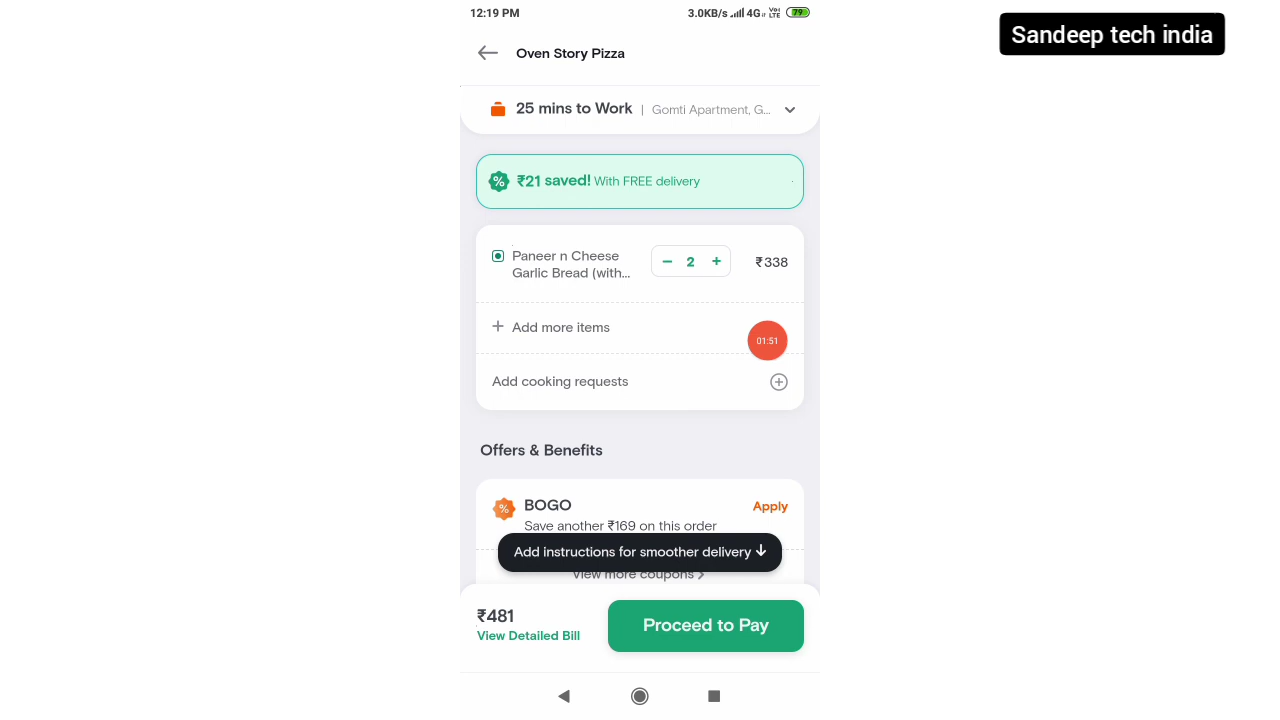 12:19 PM
3.0KB/s 4G Vo) LTE 79
Sandeep tech india
Oven Story Pizza
25 mins to Work | Gomti Apartment, G...
₹21 saved! With FREE delivery
Paneer n Cheese
Garlic Bread (with...
− 2 +
₹338
+ Add more items
01:51
Add cooking requests
Offers & Benefits
BOGO
Apply
Save another ₹169 on this order
Add instructions for smoother delivery ↓
View more coupons >
₹481
View Detailed Bill
Proceed to Pay